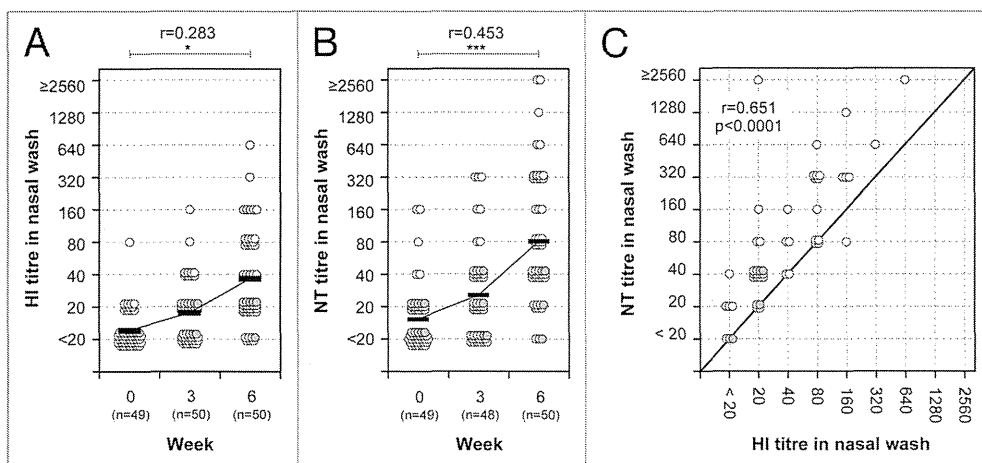 A
r=0.283
*
HI titre in nasal wash
≥2560
1280
640
320
160
80
40
20
<20
0 3 6
(n=49) (n=50) (n=50)
Week
B
r=0.453
***
NT titre in nasal wash
≥2560
1280
640
320
160
80
40
20
<20
0 3 6
(n=49) (n=48) (n=50)
Week
C
r=0.651
p<0.0001
NT titre in nasal wash
≥2560
1280
640
320
160
80
40
20
<20
< 20 20 40 80 160 320 640 1280 2560
HI titre in nasal wash